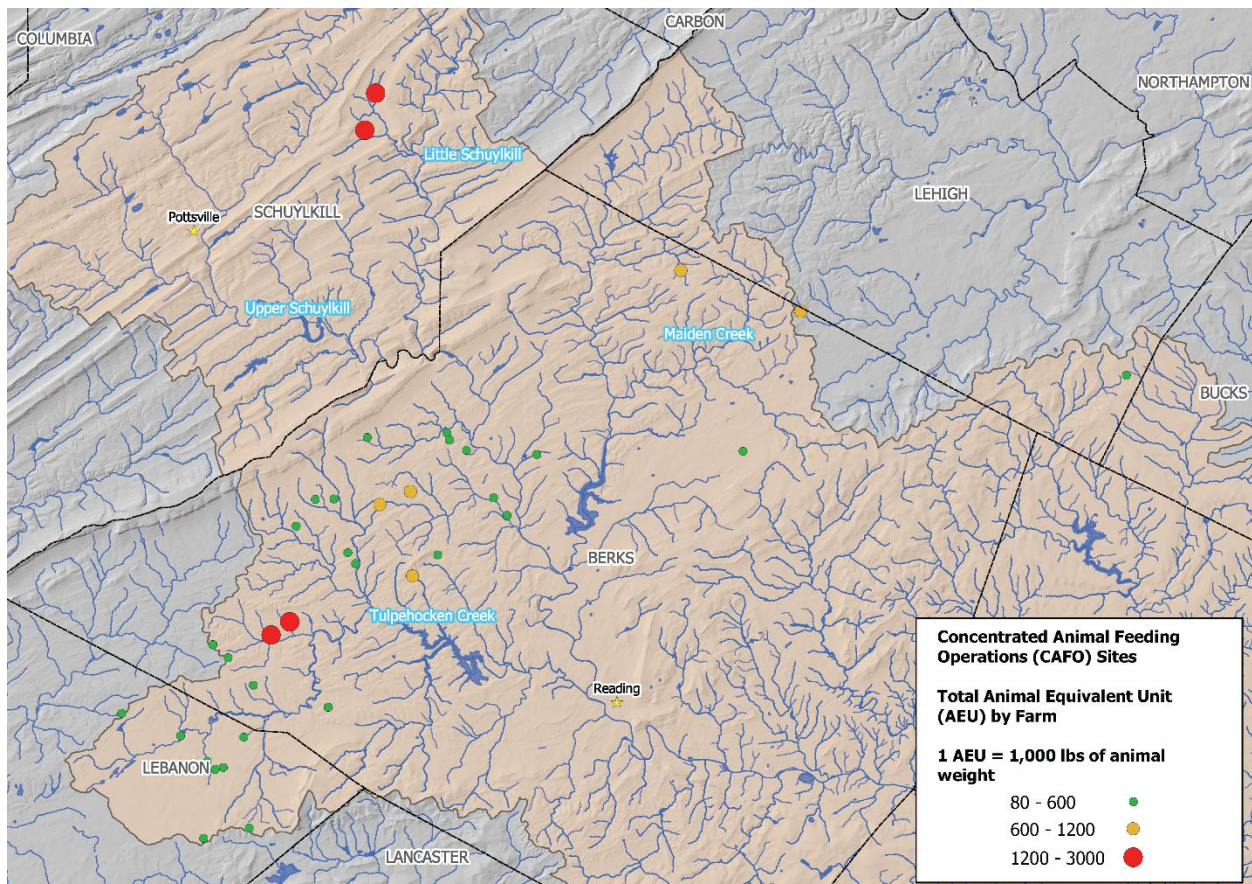 COLUMBIA
CARBON
NORTHAMPTON
Little Schuylkill
LEHIGH
Pottsville
SCHUYLKILL
Upper Schuylkill
Maiden Creek
BUCKS
BERKS
Tulpehocken Creek
Reading
LEBANON
LANCASTER
Concentrated Animal Feeding
Operations (CAFO) Sites
Total Animal Equivalent Unit
(AEU) by Farm
1 AEU = 1,000 lbs of animal
weight
80 - 600
600 - 1200
1200 - 3000